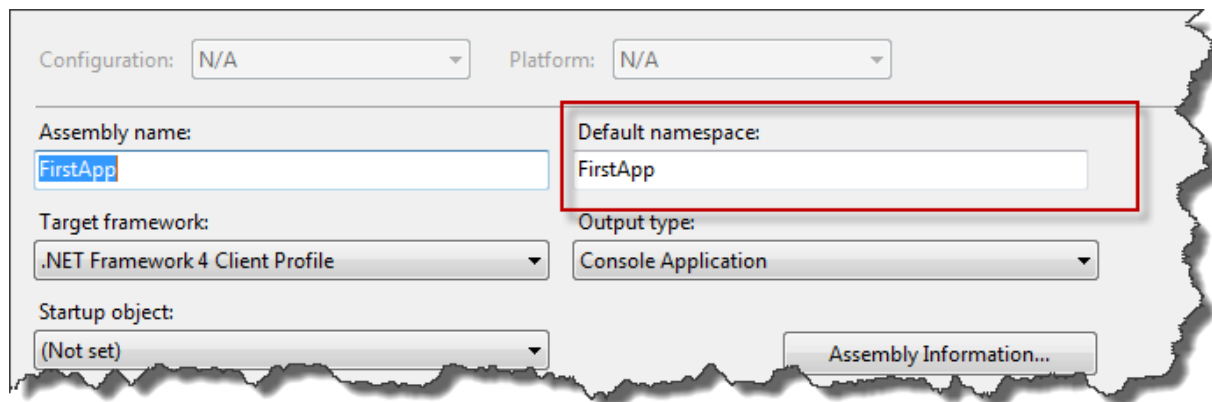 Configuration: N/A Platform: N/A
Assembly name: Default namespace:
FirstApp FirstApp
Target framework: Output type:
.NET Framework 4 Client Profile Console Application
Startup object:
(Not set) Assembly Information...